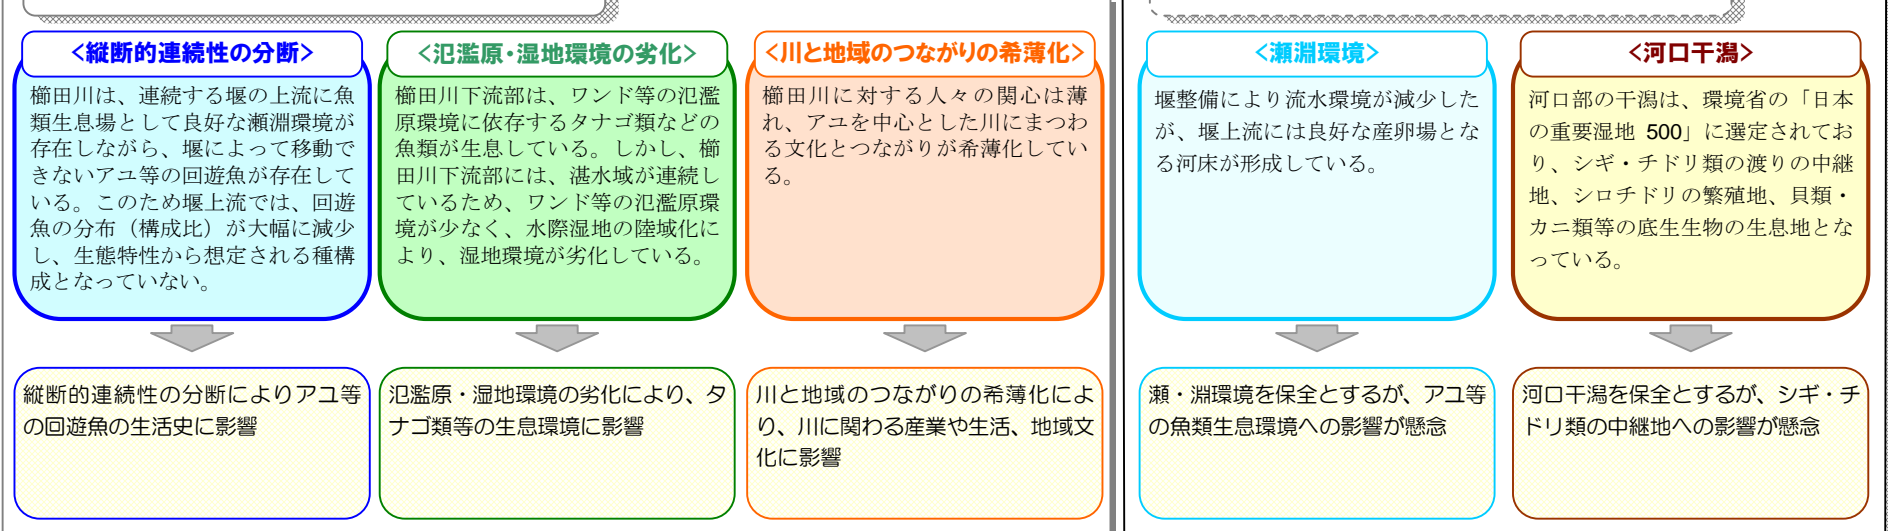 <縦断的連続性の分断>
櫛田川は、連続する堰の上流に魚
類生息場として良好な瀬淵環境が
存在しながら、堰によって移動で
きないアユ等の回遊魚が存在して
いる。このため堰上流では、回遊
魚の分布（構成比）が大幅に減少
し、生態特性から想定される種構
成となっていない。
縦断的連続性の分断によりアユ等
の回遊魚の生活史に影響
<氾濫原・湿地環境の劣化>
櫛田川下流部は、ワンド等の氾濫
原環境に依存するタナゴ類などの
魚類が生息している。しかし、櫛
田川下流部には、湛水域が連続し
ているため、ワンド等の氾濫原環
境が少なく、水際湿地の陸域化に
より、湿地環境が劣化している。
氾濫原・湿地環境の劣化により、タ
ナゴ類等の生息環境に影響
<川と地域のつながりの希薄化>
櫛田川に対する人々の関心は薄
れ、アユを中心とした川にまつわ
る文化とつながりが希薄化してい
る。
川と地域のつながりの希薄化によ
り、川に関わる産業や生活、地域文
化に影響
<瀬淵環境>
堰整備により流水環境が減少した
が、堰上流には良好な産卵場とな
る河床が形成している。
瀬・淵環境を保全とするが、アユ等
の魚類生息環境への影響が懸念
<河口干潟>
河口部の干潟は、環境省の「日本
の重要湿地 500」に選定されてお
り、シギ・チドリ類の渡りの中継
地、シロチドリの繁殖地、貝類・
カニ類等の底生生物の生息地とな
っている。
河口干潟を保全とするが、シギ・チ
ドリ類の中継地への影響が懸念